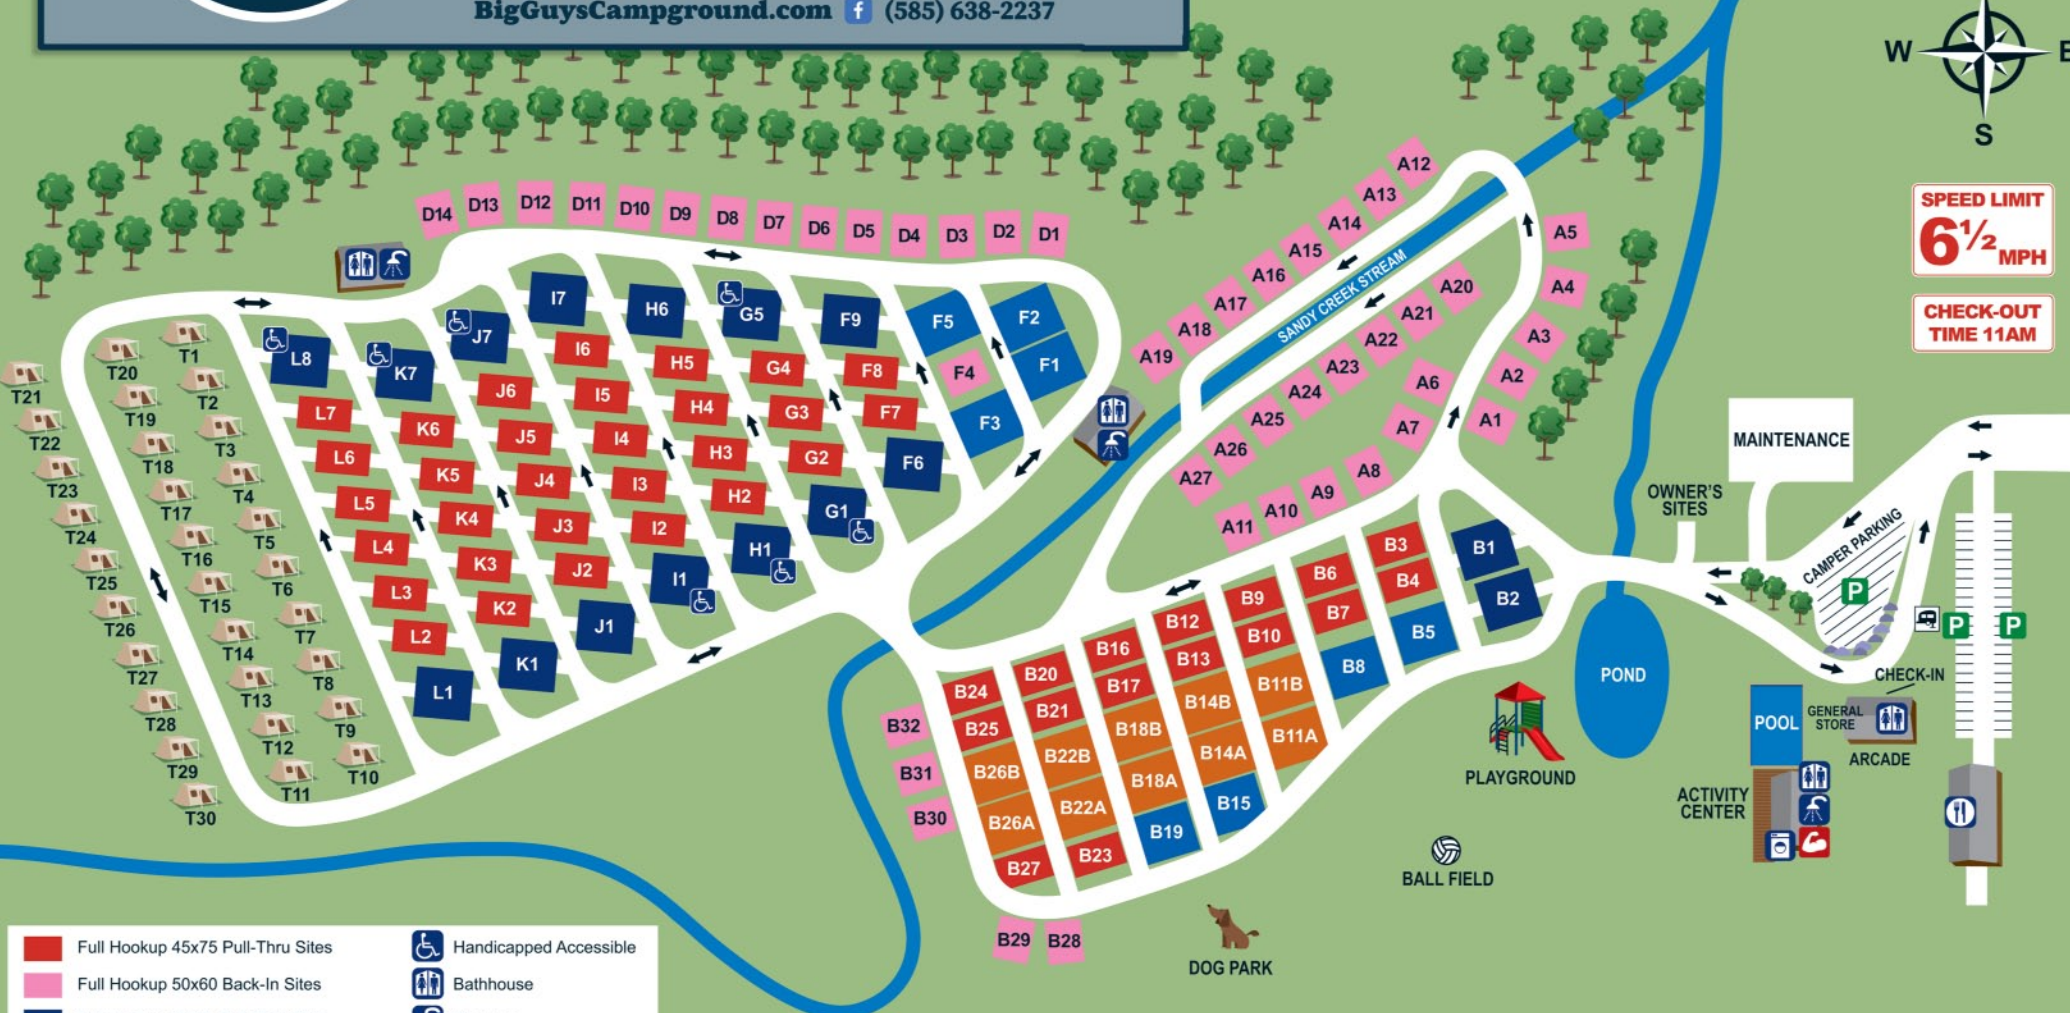 BigGuysCampground.com f (585) 638-2237
W
E
S
SPEED LIMIT
6½
MPH
CHECK-OUT
TIME 11AM
D14 D13 D12 D11 D10 D9 D8 D7 D6 D5 D4 D3 D2 D1
A12
A13
A14
A15
A16
A17
A18
A19
SANDY CREEK STREAM
A20
A21
A22
A23
A24
A25
A26
A27
A5
A4
A3
A2
A1
A6
A7
A8
A9
A10
A11
F5
F4
F3
F2
F1
F9
F8
F7
F6
G5
G4
G3
G2
G1
H6
H5
H4
H3
H2
H1
I7
I6
I5
I4
I3
I2
I1
J7
J6
J5
J4
J3
J2
J1
K7
K6
K5
K4
K3
K2
K1
L8
L7
L6
L5
L4
L3
L2
L1
T1
T2
T3
T4
T5
T6
T7
T8
T9
T10
T20
T19
T18
T17
T16
T15
T14
T13
T12
T11
T21
T22
T23
T24
T25
T26
T27
T28
T29
T30
B1
B2
B3
B4
B5
B6
B7
B8
B9
B10
B11B
B11A
B12
B13
B14B
B14A
B15
B16
B17
B18B
B18A
B19
B20
B21
B22B
B22A
B23
B24
B25
B26B
B26A
B27
B32
B31
B30
B29 B28
MAINTENANCE
OWNER'S
SITES
CAMPER PARKING
P
P
P
POND
CHECK-IN
GENERAL
STORE
ARCADE
POOL
ACTIVITY
CENTER
PLAYGROUND
BALL FIELD
DOG PARK
Full Hookup 45x75 Pull-Thru Sites
Full Hookup 50x60 Back-In Sites
Handicapped Accessible
Bathhouse